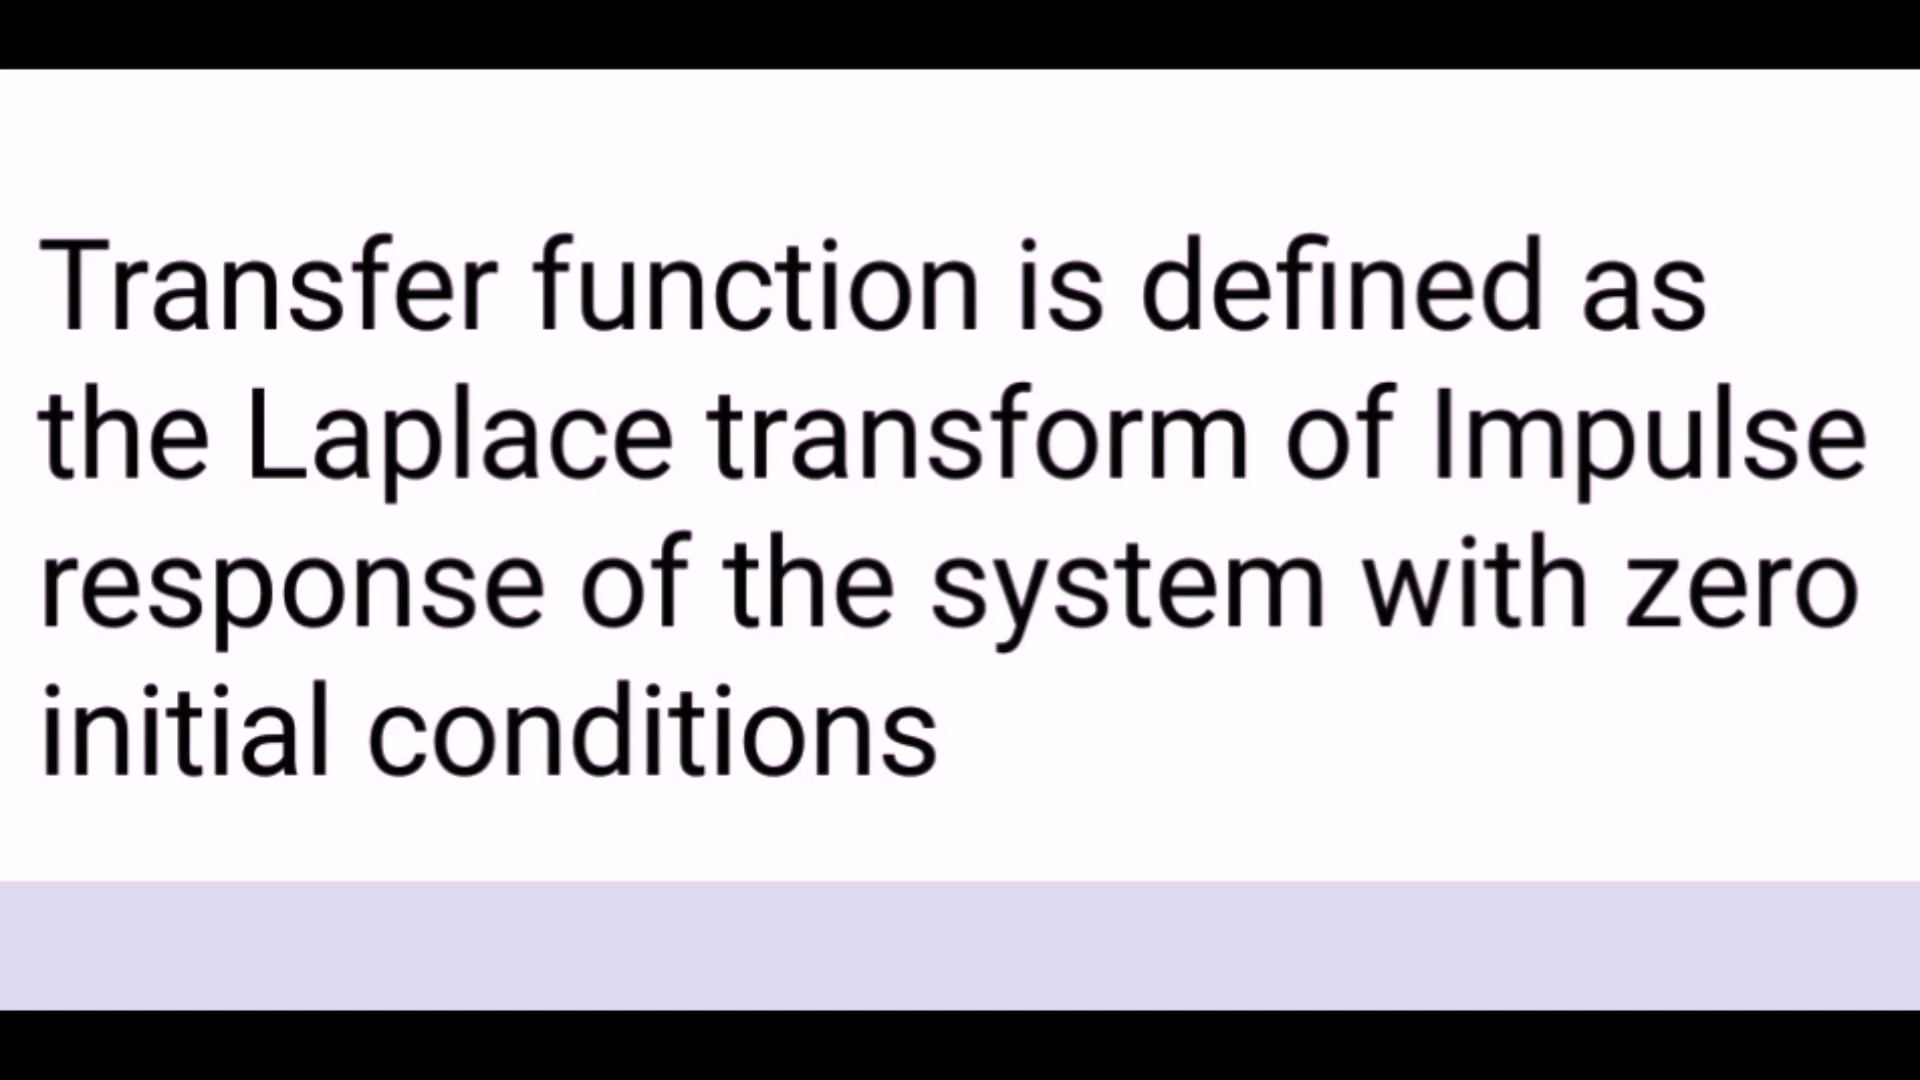 Transfer function is defined as
the Laplace transform of Impulse
response of the system with zero
initial conditions